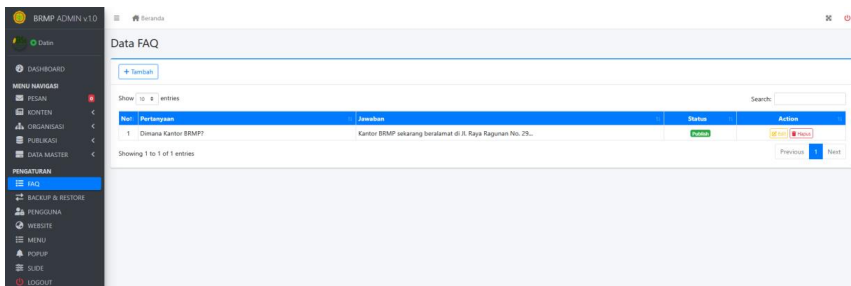 BRMP ADMIN v.1.0
Beranda
Datin
DASHBOARD
MENU NAVIGASI
PESAN
KONTEN
ORGANISASI
PUBLIKASI
DATA MASTER
PENGATURAN
FAQ
BACKUP & RESTORE
PENGGUNA
WEBSITE
MENU
POPUP
SLIDE
LOGOUT
Data FAQ
+ Tambah
Show 10 entries
Search:
No Pertanyaan Jawaban Status Action
1 Dimana Kantor BRMP? Kantor BRMP sekarang beralamat di Jl. Raya Ragunan No. 29... Publish Edit Hapus
Showing 1 to 1 of 1 entries
Previous 1 Next